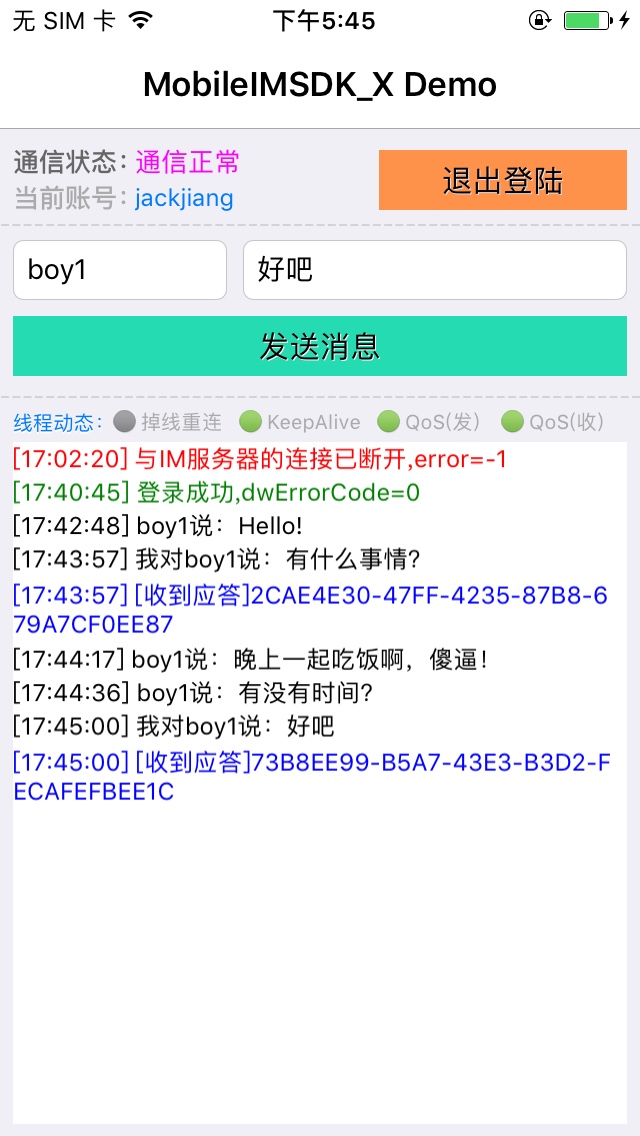 无 SIM 卡 下午5:45
MobileIMSDK_X Demo
通信状态：通信正常
当前账号：jackjiang
退出登陆
boy1 好吧
发送消息
线程动态： 掉线重连 KeepAlive QoS(发) QoS(收)
[17:02:20] 与IM服务器的连接已断开,error=-1
[17:40:45] 登录成功,dwErrorCode=0
[17:42:48] boy1说：Hello!
[17:43:57] 我对boy1说：有什么事情?
[17:43:57] [收到应答]2CAE4E30-47FF-4235-87B8-6
79A7CF0EE87
[17:44:17] boy1说：晚上一起吃饭啊，傻逼！
[17:44:36] boy1说：有没有时间?
[17:45:00] 我对boy1说：好吧
[17:45:00] [收到应答]73B8EE99-B5A7-43E3-B3D2-F
ECAFEFBEE1C